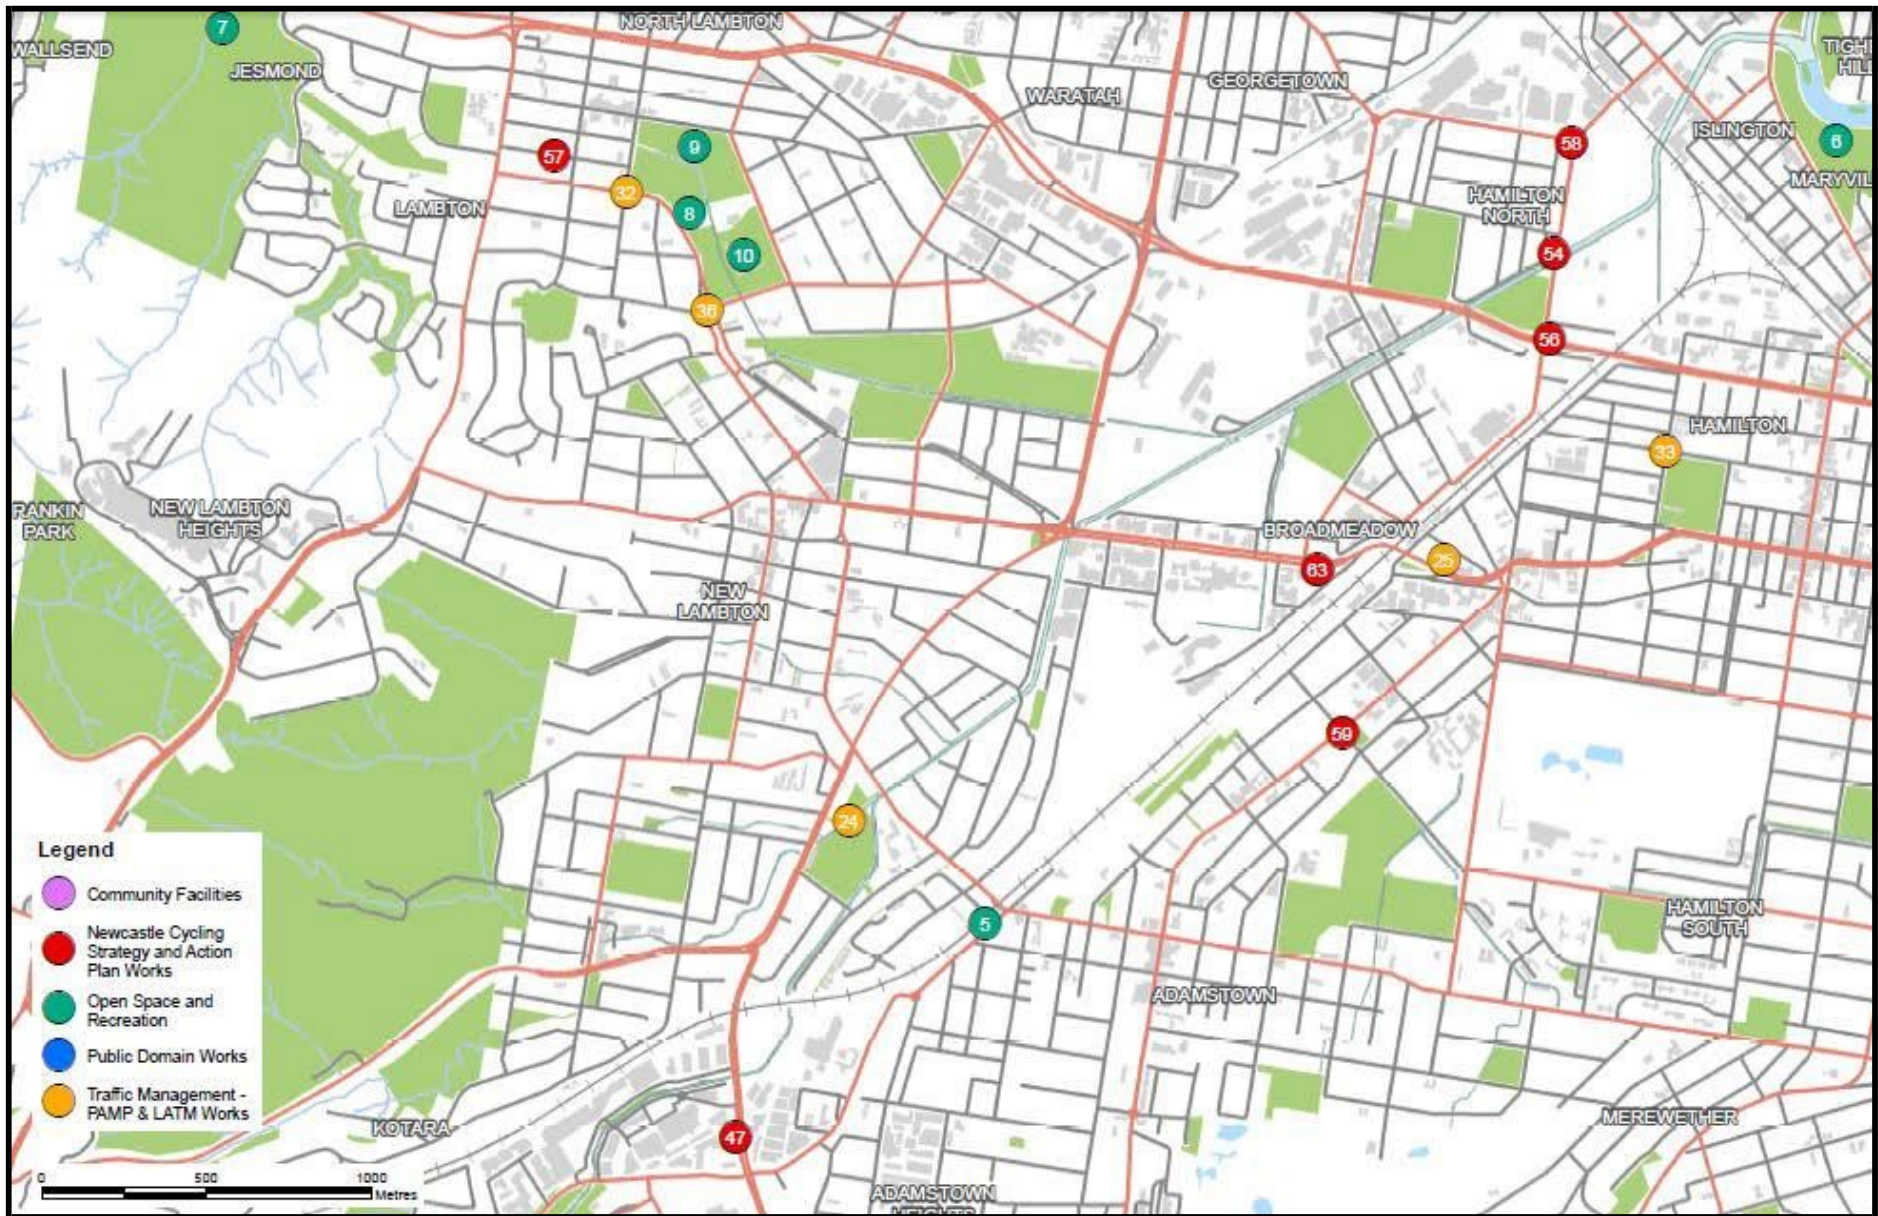 7
NORTH LAMBTON
WALLSEND
JESMOND
TIGHE
HILL
GEORGETOWN
WARATAH
ISLINGTON
6
58
9
57
MARYVIL
32
HAMILTON
NORTH
LAMBTON
8
10
54
36
56
HAMILTON
33
RANKIN
PARK
NEW LAMBTON
HEIGHTS
BROADMEADOW
25
63
NEW
LAMBTON
59
24
HAMILTON
SOUTH
5
ADAMSTOWN
MEREWETHER
KOTARA
47
ADAMSTOWN
HEIGHTS
Legend
Community Facilities
Newcastle Cycling
Strategy and Action
Plan Works
Open Space and
Recreation
Public Domain Works
Traffic Management -
PAMP & LATM Works
0 500 1000
Metres